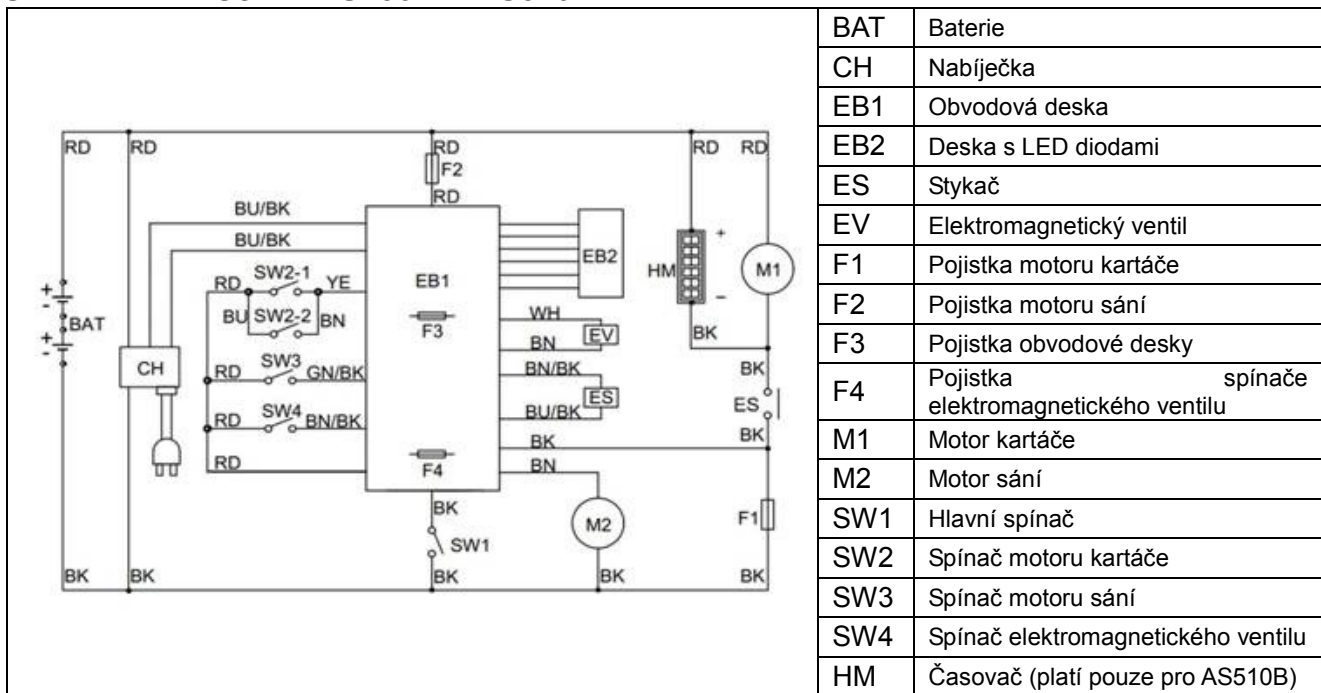 RD RD RD RD RD
F2
RD
BU/BK
BU/BK
SW2-1
RD YE
BU SW2-2 BN
EB1
EB2
HM
+
-
M1
+
-
BAT
+
-
F3
WH
EV
BN
BK
CH
SW3
RD GN/BK
BN/BK
ES
BU/BK
BK
ES
BK
SW4
RD BN/BK
BK
RD
F4
BN
BK
SW1
M2
F1
BK BK BK BK BK
BAT Baterie
CH Nabíječka
EB1 Obvodová deska
EB2 Deska s LED diodami
ES Stykač
EV Elektromagnetický ventil
F1 Pojistka motoru kartáče
F2 Pojistka motoru sání
F3 Pojistka obvodové desky
F4 Pojistka spínače
elektromagnetického ventilu
M1 Motor kartáče
M2 Motor sání
SW1 Hlavní spínač
SW2 Spínač motoru kartáče
SW3 Spínač motoru sání
SW4 Spínač elektromagnetického ventilu
HM Časovač (platí pouze pro AS510B)